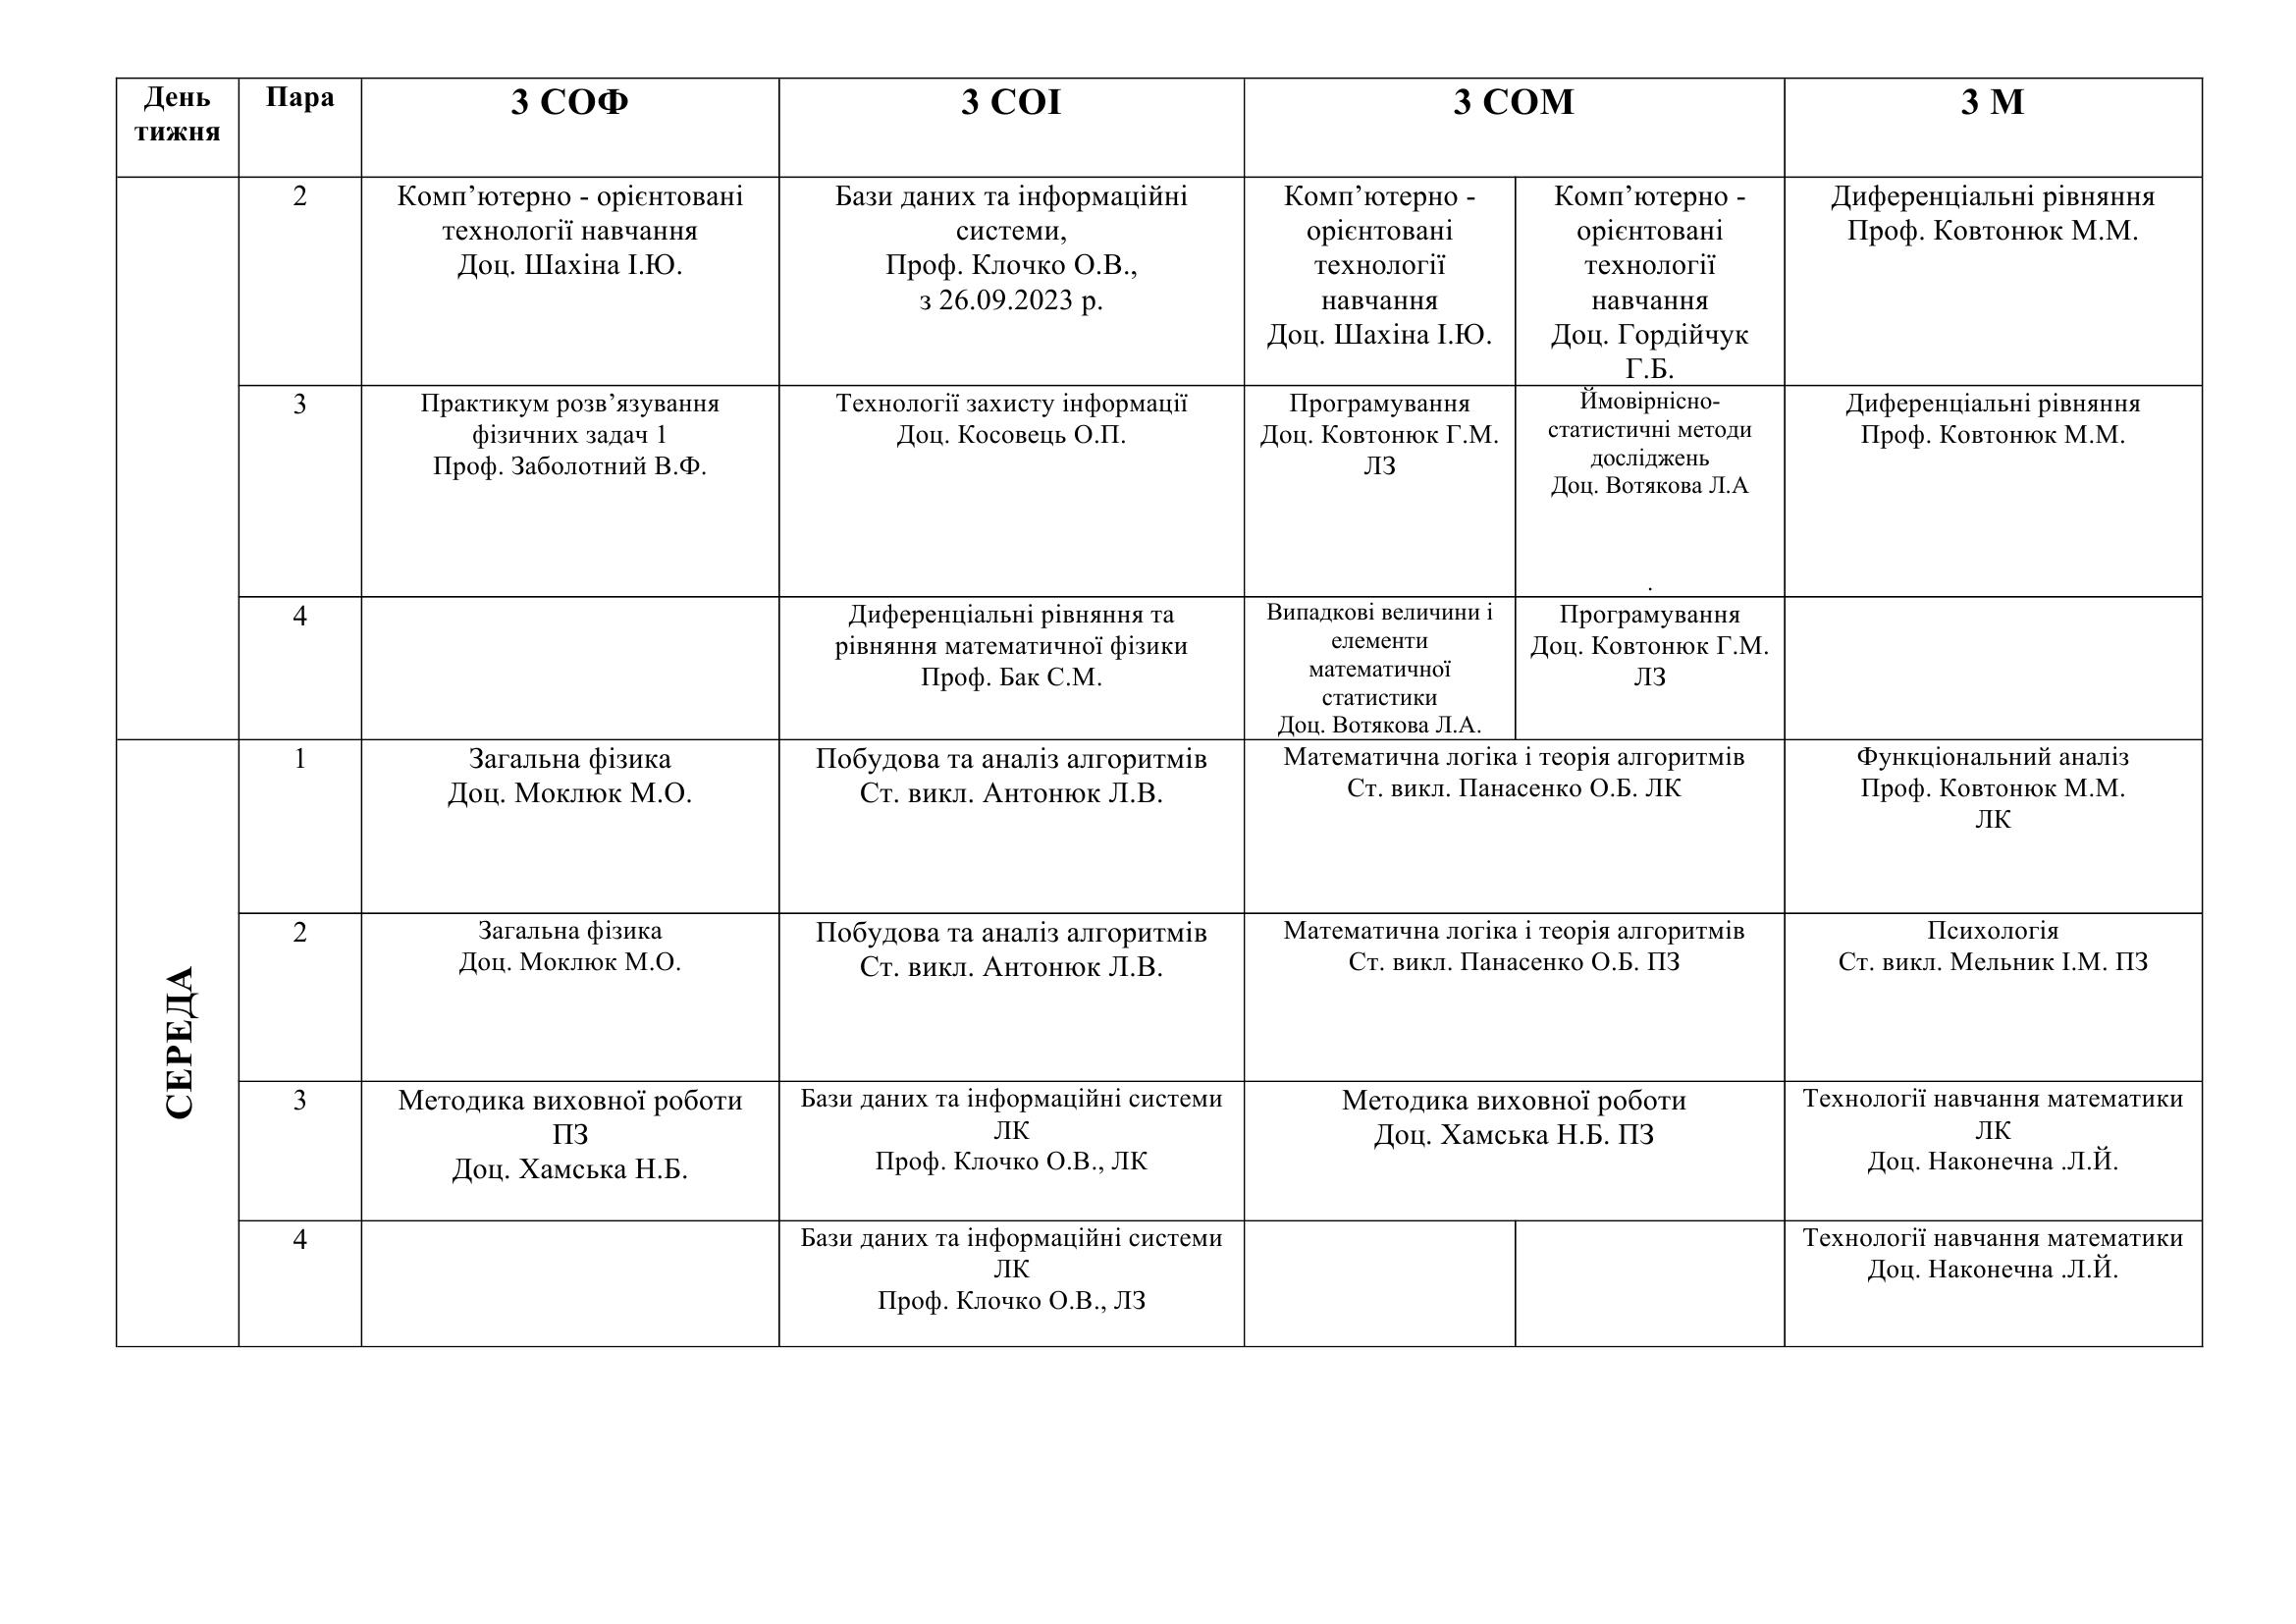 День
тижня
Пара
3 СОФ
3 СОІ
3 СОМ
3 М
2
Комп’ютерно - орієнтовані
технології навчання
Доц. Шахіна І.Ю.
Бази даних та інформаційні
системи,
Проф. Клочко О.В.,
з 26.09.2023 р.
Комп’ютерно -
орієнтовані
технології
навчання
Доц. Шахіна І.Ю.
Комп’ютерно -
орієнтовані
технології
навчання
Доц. Гордійчук
Г.Б.
Диференціальні рівняння
Проф. Ковтонюк М.М.
3
Практикум розв’язування
фізичних задач 1
Проф. Заболотний В.Ф.
Технології захисту інформації
Доц. Косовець О.П.
Програмування
Доц. Ковтонюк Г.М.
ЛЗ
Ймовірнісно-
статистичні методи
досліджень
Доц. Вотякова Л.А
.
Диференціальні рівняння
Проф. Ковтонюк М.М.
4
Диференціальні рівняння та
рівняння математичної фізики
Проф. Бак С.М.
Випадкові величини і
елементи
математичної
статистики
Доц. Вотякова Л.А.
Програмування
Доц. Ковтонюк Г.М.
ЛЗ
СЕРЕДА
1
Загальна фізика
Доц. Моклюк М.О.
Побудова та аналіз алгоритмів
Ст. викл. Антонюк Л.В.
Математична логіка і теорія алгоритмів
Ст. викл. Панасенко О.Б. ЛК
Функціональний аналіз
Проф. Ковтонюк М.М.
ЛК
2
Загальна фізика
Доц. Моклюк М.О.
Побудова та аналіз алгоритмів
Ст. викл. Антонюк Л.В.
Математична логіка і теорія алгоритмів
Ст. викл. Панасенко О.Б. ПЗ
Психологія
Ст. викл. Мельник І.М. ПЗ
3
Методика виховної роботи
ПЗ
Доц. Хамська Н.Б.
Бази даних та інформаційні системи
ЛК
Проф. Клочко О.В., ЛК
Методика виховної роботи
Доц. Хамська Н.Б. ПЗ
Технології навчання математики
ЛК
Доц. Наконечна .Л.Й.
4
Бази даних та інформаційні системи
ЛК
Проф. Клочко О.В., ЛЗ
Технології навчання математики
Доц. Наконечна .Л.Й.